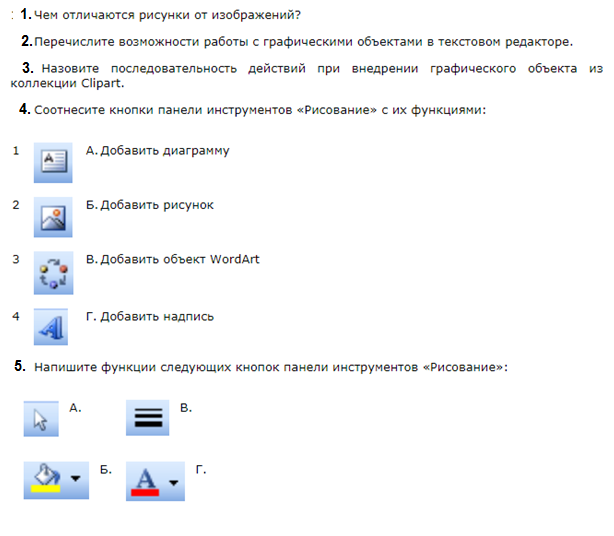 : 1. Чем отличаются рисунки от изображений?
2. Перечислите возможности работы с графическими объектами в текстовом редакторе.
3. Назовите последовательность действий при внедрении графического объекта из
коллекции Clipart.
4. Соотнесите кнопки панели инструментов «Рисование» с их функциями:
1 A А. Добавить диаграмму
2 Б. Добавить рисунок
3 В. Добавить объект WordArt
4 A Г. Добавить надпись
5. Напишите функции следующих кнопок панели инструментов «Рисование»:
А. В.
Б. A Г.